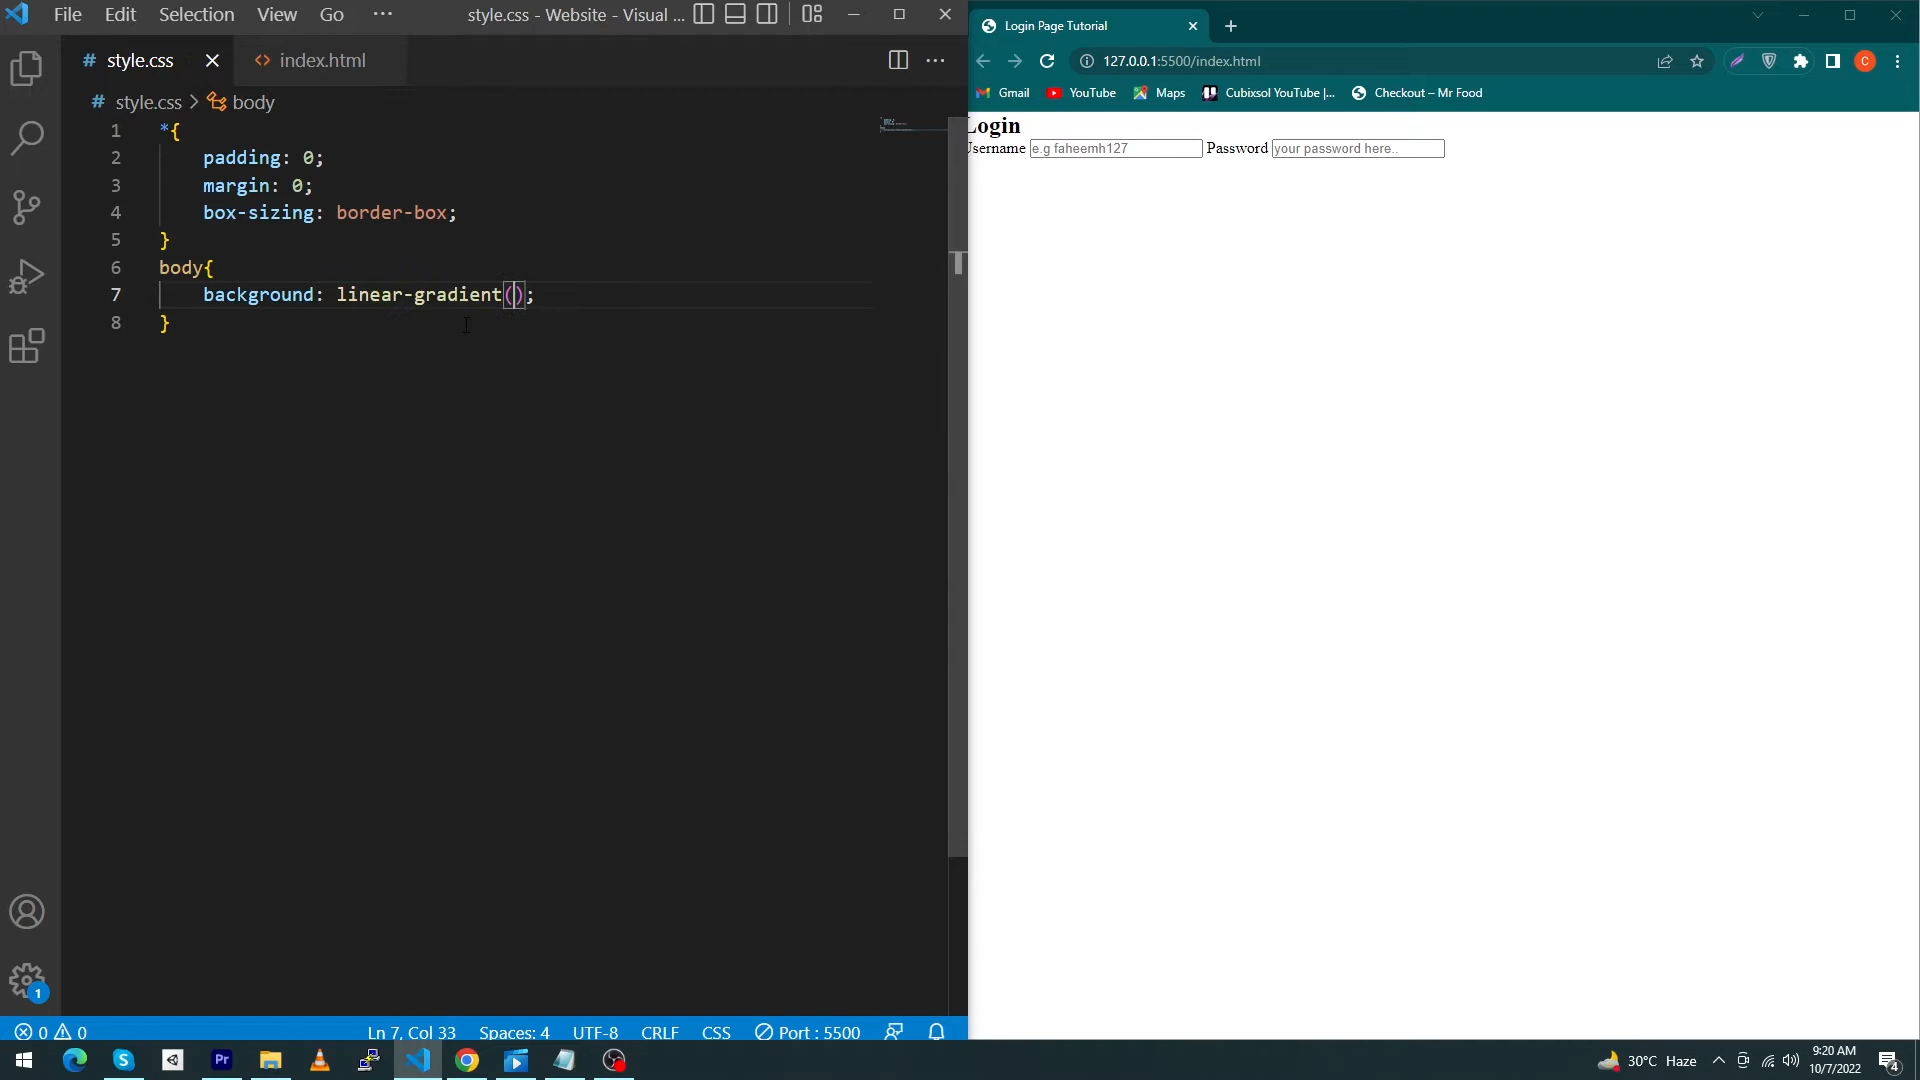 File Edit Selection View Go ··· style.css - Website - Visual ...
# style.css × <> index.html
# style.css > body
1 *{
2 padding: 0;
3 margin: 0;
4 box-sizing: border-box;
5 }
6 body{
7 background: linear-gradient();
8 }
1
0 0 Ln 7, Col 33 Spaces: 4 UTF-8 CRLF CSS Port : 5500
Login Page Tutorial
127.0.0.1:5500/index.html C
Gmail YouTube Maps Cubixsol YouTube |... Checkout – Mr Food
Login
Username e.g faheemh127 Password your password here..
S Pr 30°C Haze 9:20 AM
10/7/2022 4